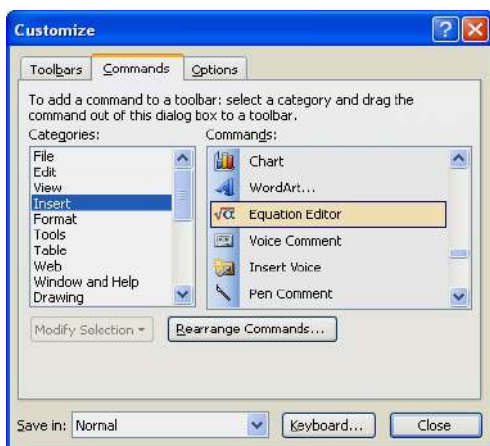 Customize
Toolbars Commands Options
To add a command to a toolbar: select a category and drag the
command out of this dialog box to a toolbar.
Categories: Commands:
File
Edit
View
Insert
Format
Tools
Table
Web
Window and Help
Drawing
Chart
WordArt...
√α Equation Editor
Voice Comment
Insert Voice
Pen Comment
Modify Selection Rearrange Commands...
Save in: Normal Keyboard... Close